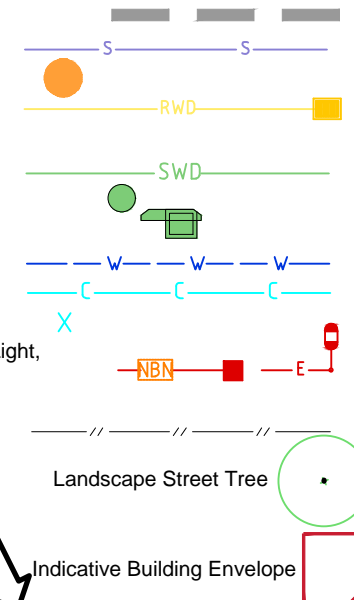 S S
RWD
SWD
W W W
C C C
X
ight,
NBN E
// // //
Landscape Street Tree
Indicative Building Envelope